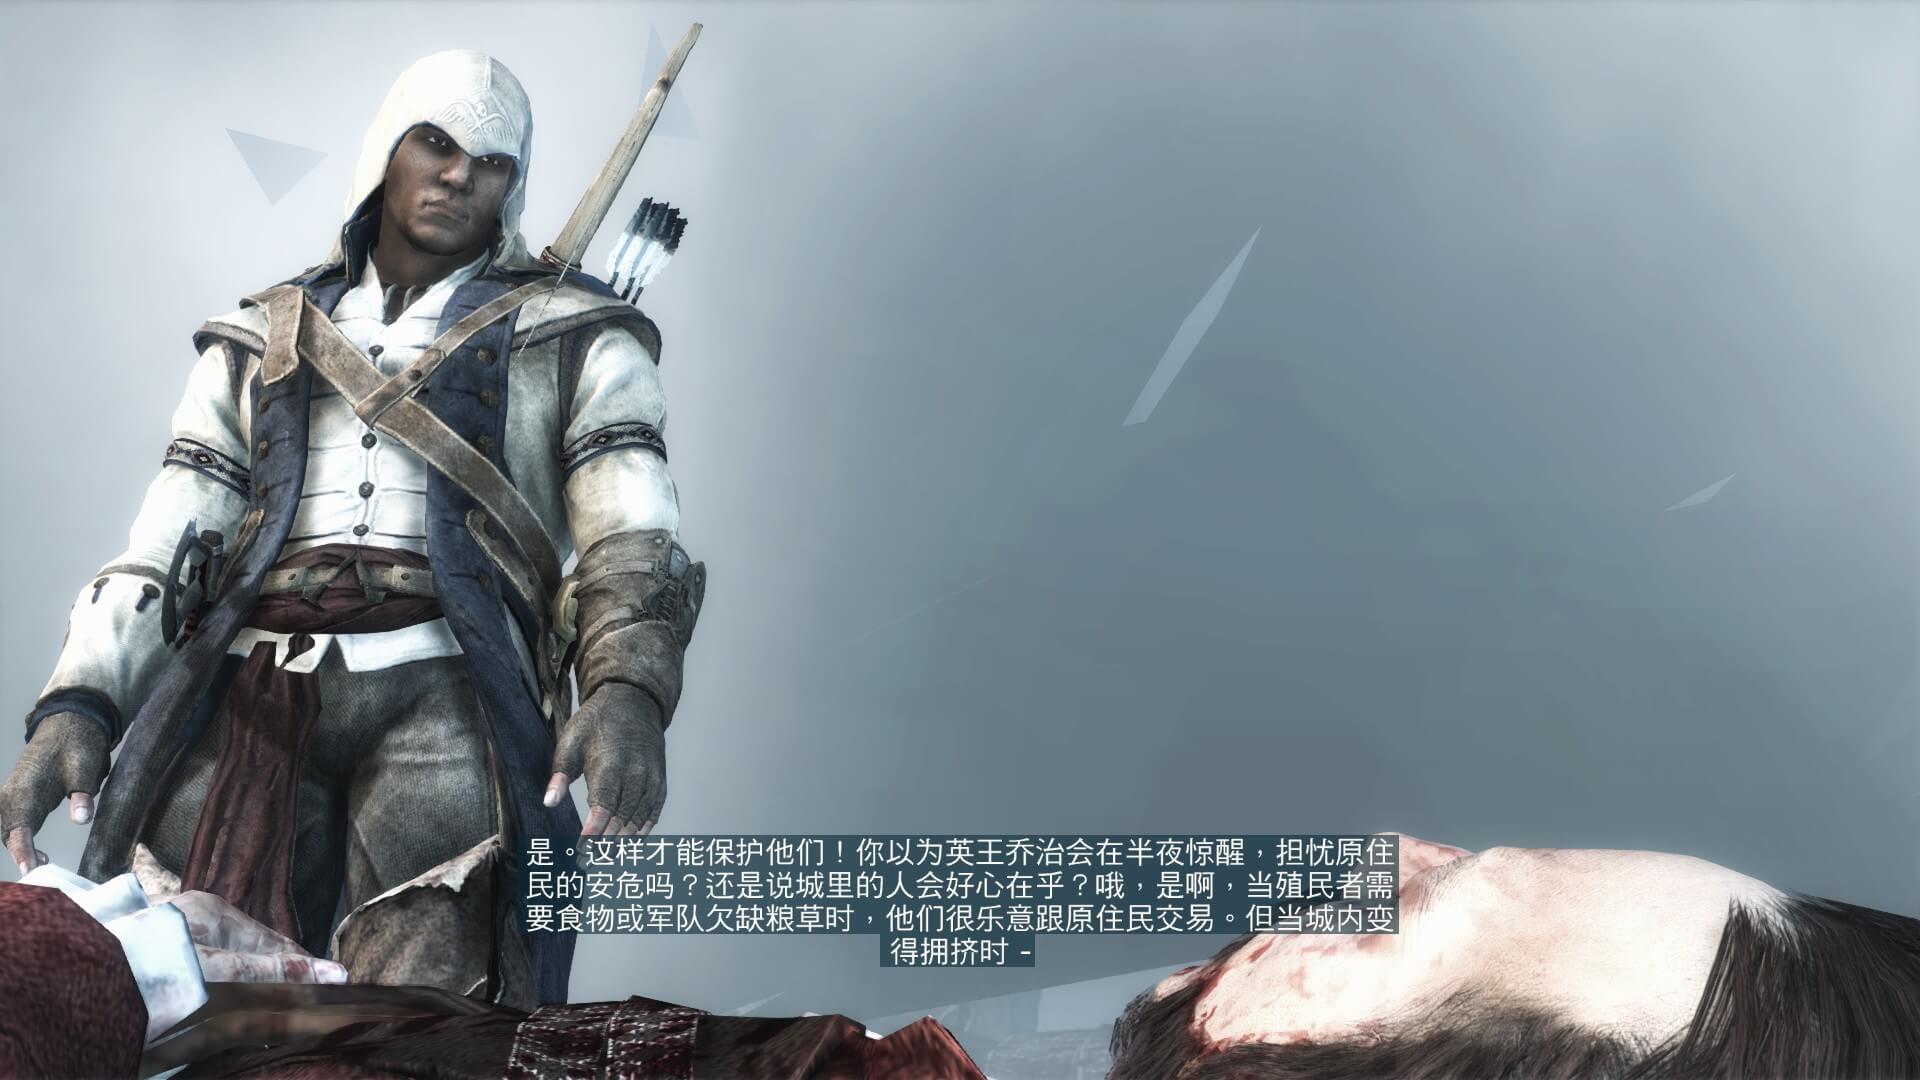 是。这样才能保护他们！你以为英王乔治会在半夜惊醒，担忧原住
民的安危吗？还是说城里的人会好心在乎？哦，是啊，当殖民者需
要食物或军队欠缺粮草时，他们很乐意跟原住民交易。但当城内变
得拥挤时 -